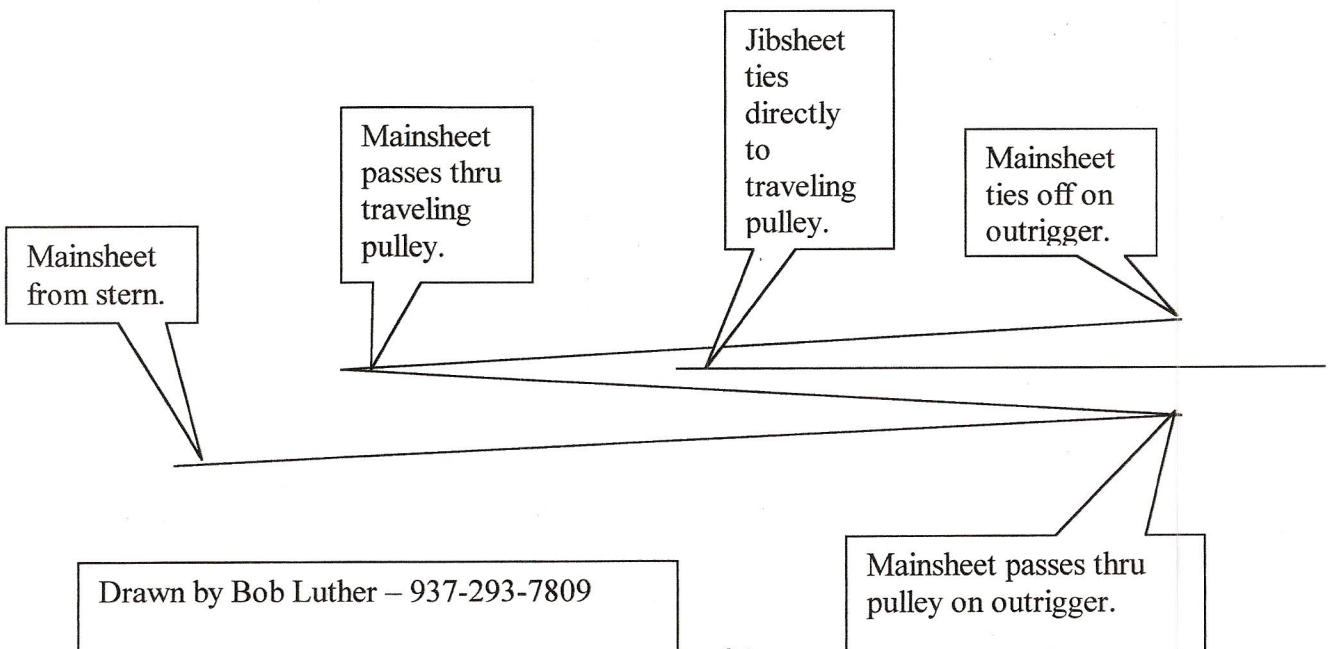 Jibsheet
ties
directly
to
traveling
pulley.
Mainsheet
passes thru
traveling
pulley.
Mainsheet
ties off on
outrigger.
Mainsheet
from stern.
Mainsheet passes thru
pulley on outrigger.
Drawn by Bob Luther – 937-293-7809